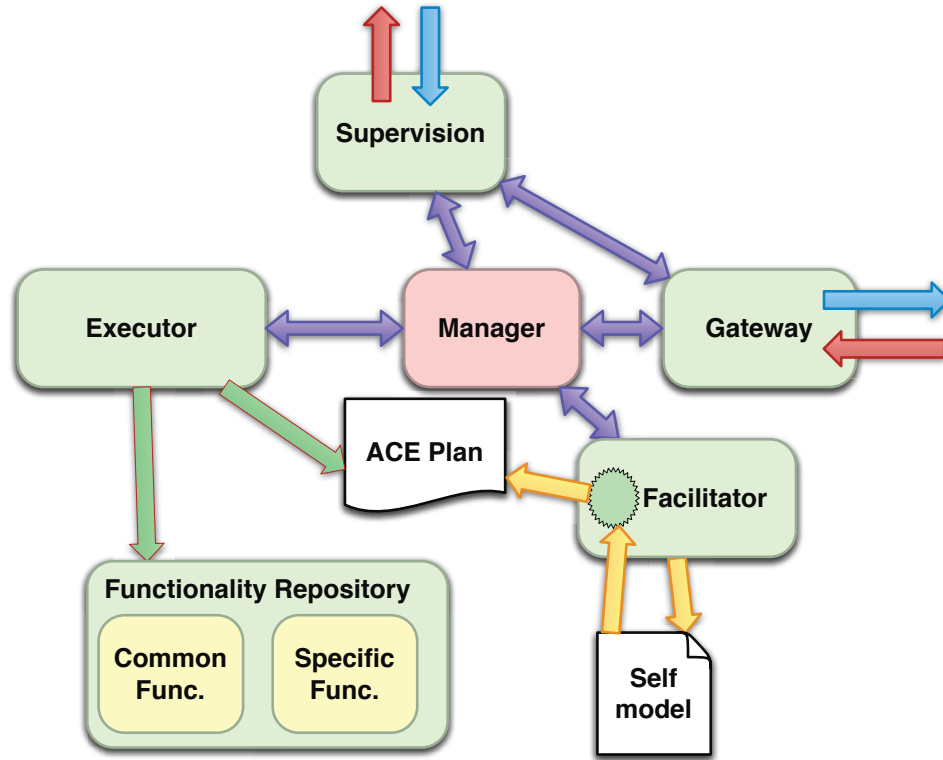 Supervision
Executor
Manager
Gateway
ACE Plan
Facilitator
Functionality Repository
Common
Func.
Specific
Func.
Self
model